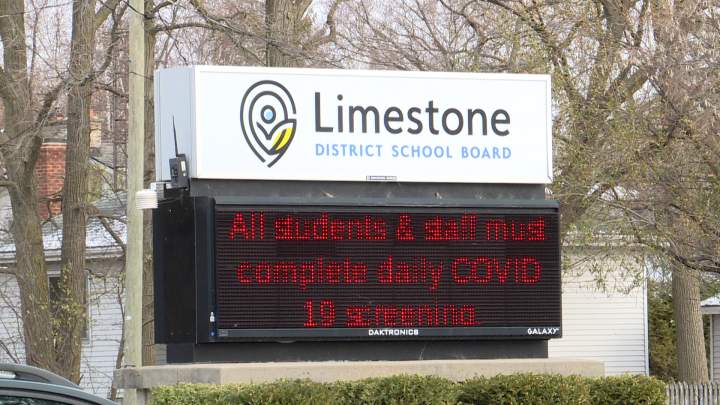 Limestone
DISTRICT SCHOOL BOARD
All students & staff must
complete daily COVID
19 screening.
DAKTRONICS
GALAXY